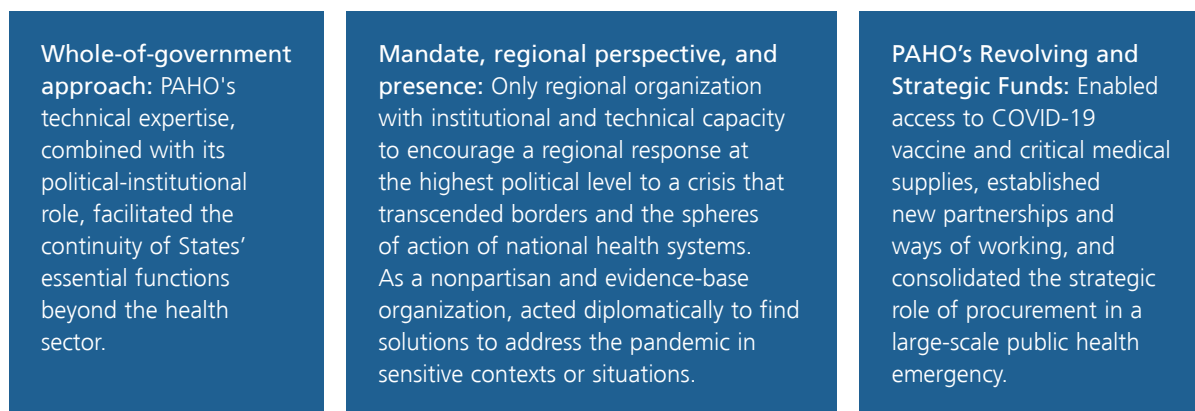 Whole-of-government
approach: PAHO's
technical expertise,
combined with its
political-institutional
role, facilitated the
continuity of States’
essential functions
beyond the health
sector.
Mandate, regional perspective, and
presence: Only regional organization
with institutional and technical capacity
to encourage a regional response at
the highest political level to a crisis that
transcended borders and the spheres
of action of national health systems.
As a nonpartisan and evidence-base
organization, acted diplomatically to find
solutions to address the pandemic in
sensitive contexts or situations.
PAHO’s Revolving and
Strategic Funds: Enabled
access to COVID-19
vaccine and critical medical
supplies, established
new partnerships and
ways of working, and
consolidated the strategic
role of procurement in a
large-scale public health
emergency.